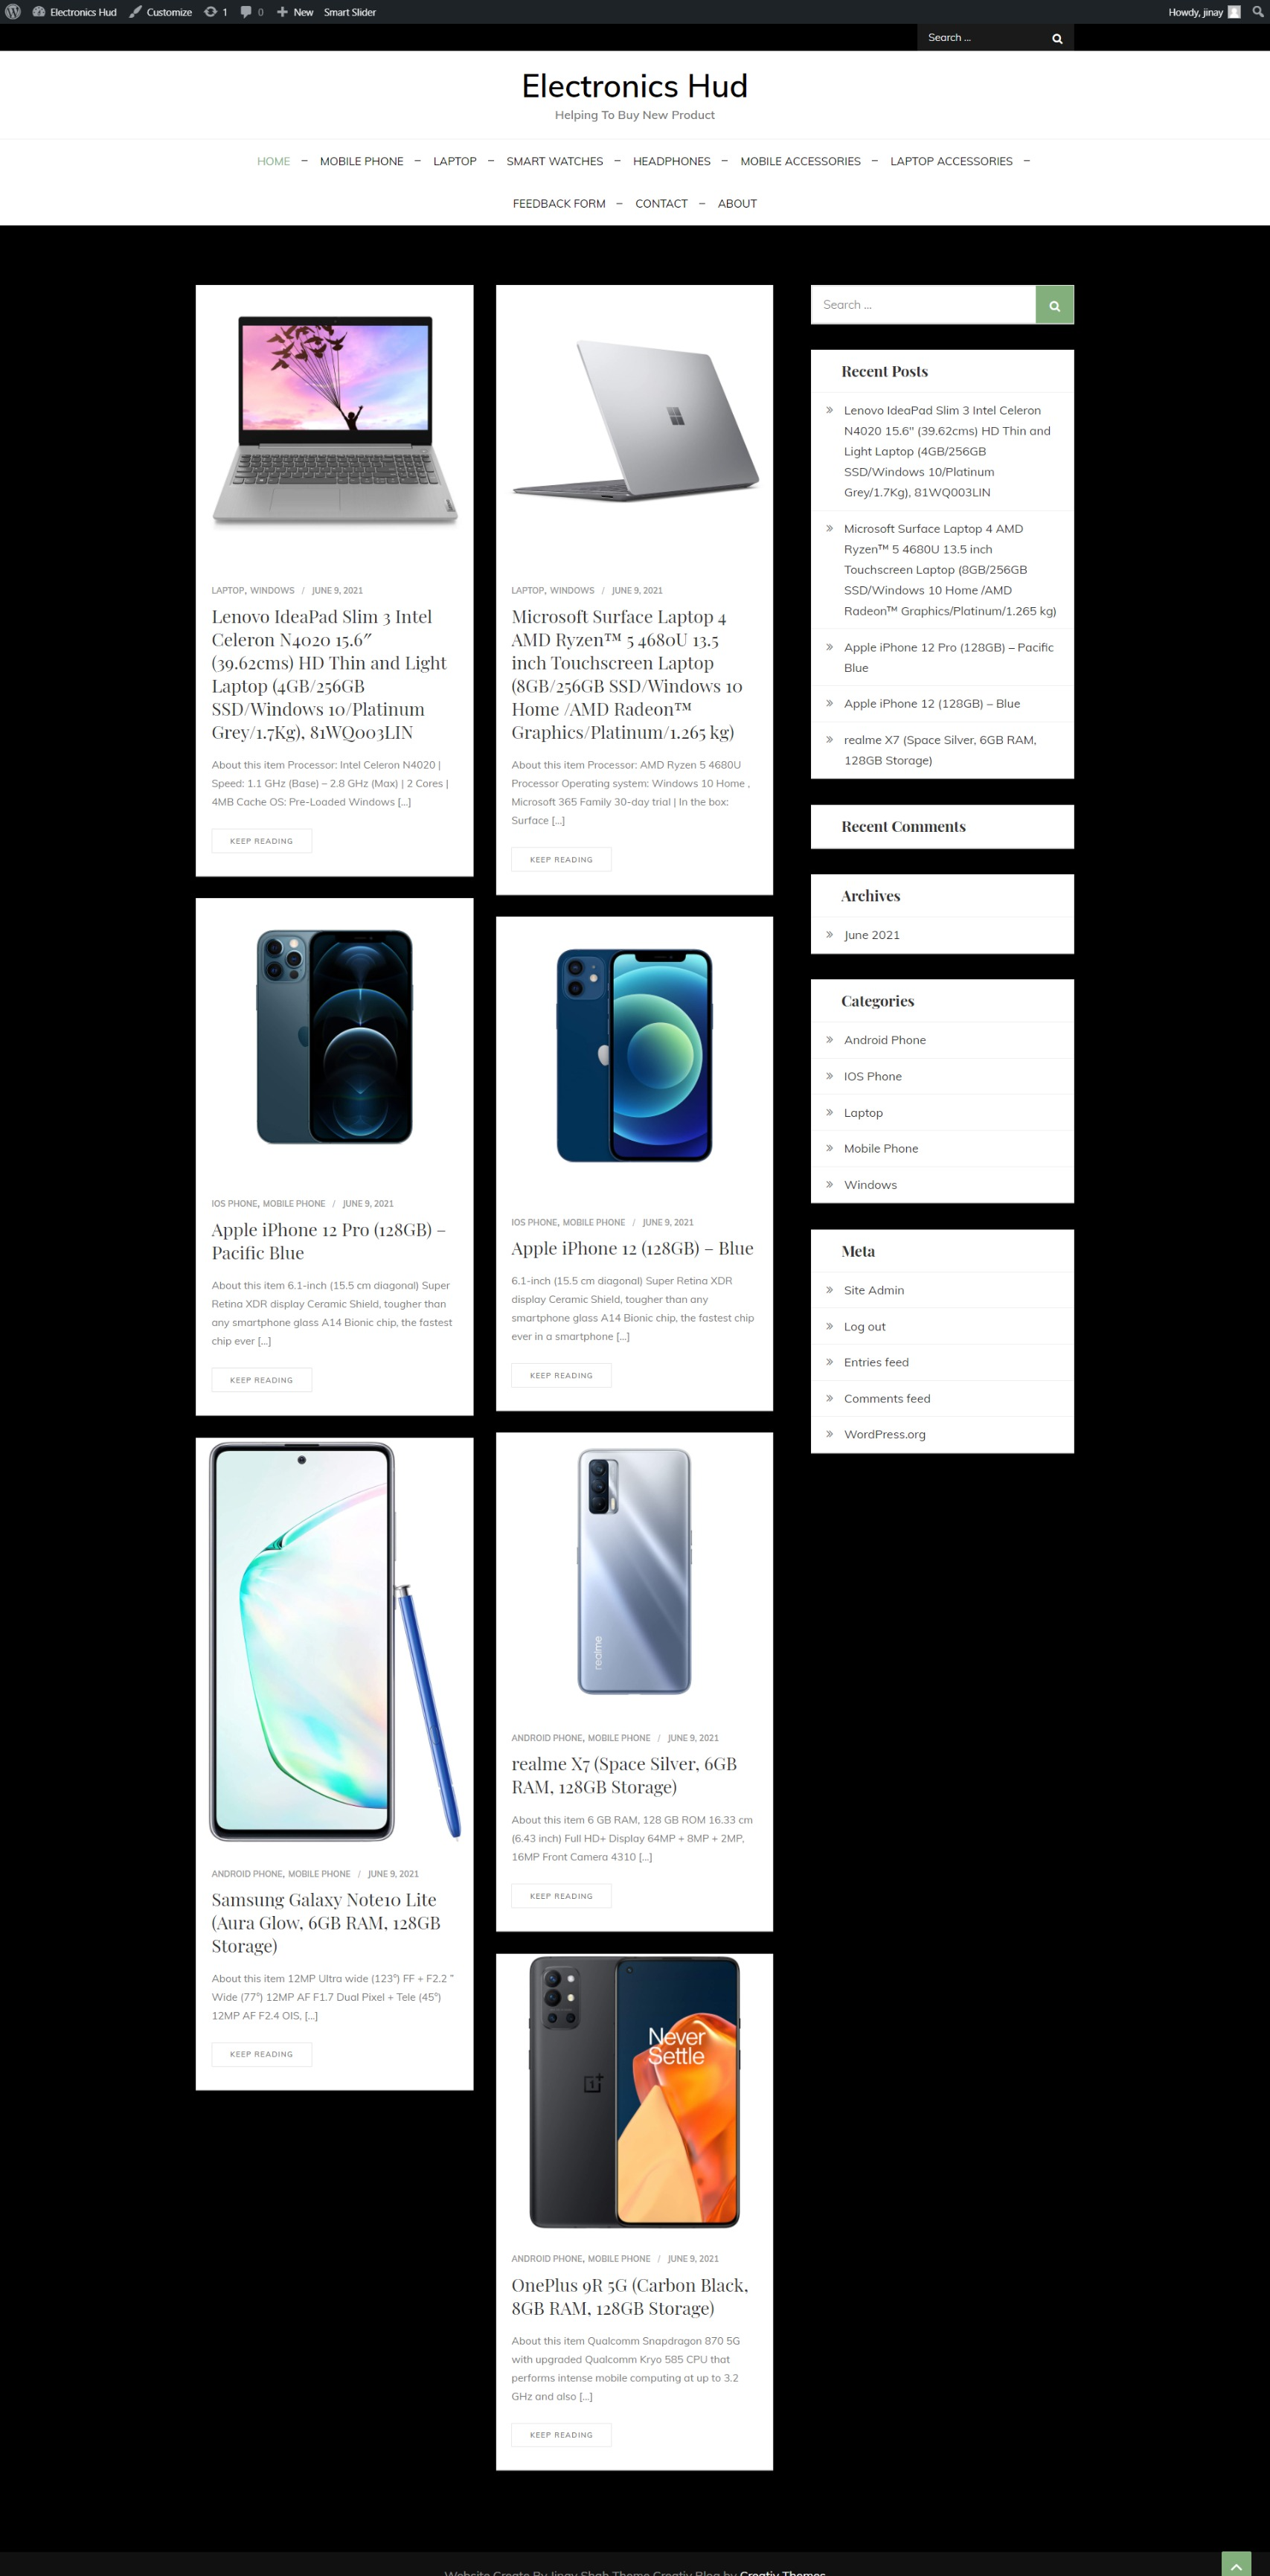 Electronics Hud Customize 1 0 New Smart Slider Howdy, jinay
Search ...
Electronics Hud
Helping To Buy New Product
HOME – MOBILE PHONE – LAPTOP – SMART WATCHES – HEADPHONES – MOBILE ACCESSORIES – LAPTOP ACCESSORIES –
FEEDBACK FORM – CONTACT – ABOUT
LAPTOP, WINDOWS / JUNE 9, 2021
Lenovo IdeaPad Slim 3 Intel
Celeron N4020 15.6″
(39.62cms) HD Thin and Light
Laptop (4GB/256GB
SSD/Windows 10/Platinum
Grey/1.7Kg), 81WQ003LIN
About this item Processor: Intel Celeron N4020 |
Speed: 1.1 GHz (Base) – 2.8 GHz (Max) | 2 Cores |
4MB Cache OS: Pre-Loaded Windows [...]
KEEP READING
LAPTOP, WINDOWS / JUNE 9, 2021
Microsoft Surface Laptop 4
AMD Ryzen™ 5 4680U 13.5
inch Touchscreen Laptop
(8GB/256GB SSD/Windows 10
Home /AMD Radeon™
Graphics/Platinum/1.265 kg)
About this item Processor: AMD Ryzen 5 4680U
Processor Operating system: Windows 10 Home ,
Microsoft 365 Family 30-day trial | In the box:
Surface [...]
KEEP READING
IOS PHONE, MOBILE PHONE / JUNE 9, 2021
Apple iPhone 12 Pro (128GB) –
Pacific Blue
About this item 6.1-inch (15.5 cm diagonal) Super
Retina XDR display Ceramic Shield, tougher than
any smartphone glass A14 Bionic chip, the fastest
chip ever [...]
KEEP READING
IOS PHONE, MOBILE PHONE / JUNE 9, 2021
Apple iPhone 12 (128GB) – Blue
6.1-inch (15.5 cm diagonal) Super Retina XDR
display Ceramic Shield, tougher than any
smartphone glass A14 Bionic chip, the fastest chip
ever in a smartphone [...]
KEEP READING
ANDROID PHONE, MOBILE PHONE / JUNE 9, 2021
Samsung Galaxy Note10 Lite
(Aura Glow, 6GB RAM, 128GB
Storage)
About this item 12MP Ultra wide (123°) FF + F2.2 ”
Wide (77°) 12MP AF F1.7 Dual Pixel + Tele (45°)
12MP AF F2.4 OIS, [...]
KEEP READING
realme
ANDROID PHONE, MOBILE PHONE / JUNE 9, 2021
realme X7 (Space Silver, 6GB
RAM, 128GB Storage)
About this item 6 GB RAM, 128 GB ROM 16.33 cm
(6.43 inch) Full HD+ Display 64MP + 8MP + 2MP,
16MP Front Camera 4310 [...]
KEEP READING
Never
Settle
ANDROID PHONE, MOBILE PHONE / JUNE 9, 2021
OnePlus 9R 5G (Carbon Black,
8GB RAM, 128GB Storage)
About this item Qualcomm Snapdragon 870 5G
with upgraded Qualcomm Kryo 585 CPU that
performs intense mobile computing at up to 3.2
GHz and also [...]
KEEP READING
Search ...
Recent Posts
Lenovo IdeaPad Slim 3 Intel Celeron
N4020 15.6″ (39.62cms) HD Thin and
Light Laptop (4GB/256GB
SSD/Windows 10/Platinum
Grey/1.7Kg), 81WQ003LIN
Microsoft Surface Laptop 4 AMD
Ryzen™ 5 4680U 13.5 inch
Touchscreen Laptop (8GB/256GB
SSD/Windows 10 Home /AMD
Radeon™ Graphics/Platinum/1.265 kg)
Apple iPhone 12 Pro (128GB) – Pacific
Blue
Apple iPhone 12 (128GB) – Blue
realme X7 (Space Silver, 6GB RAM,
128GB Storage)
Recent Comments
Archives
June 2021
Categories
Android Phone
IOS Phone
Laptop
Mobile Phone
Windows
Meta
Site Admin
Log out
Entries feed
Comments feed
WordPress.org
Website Create By Jinay Shah Theme Creativ Blog by Creativ Themes